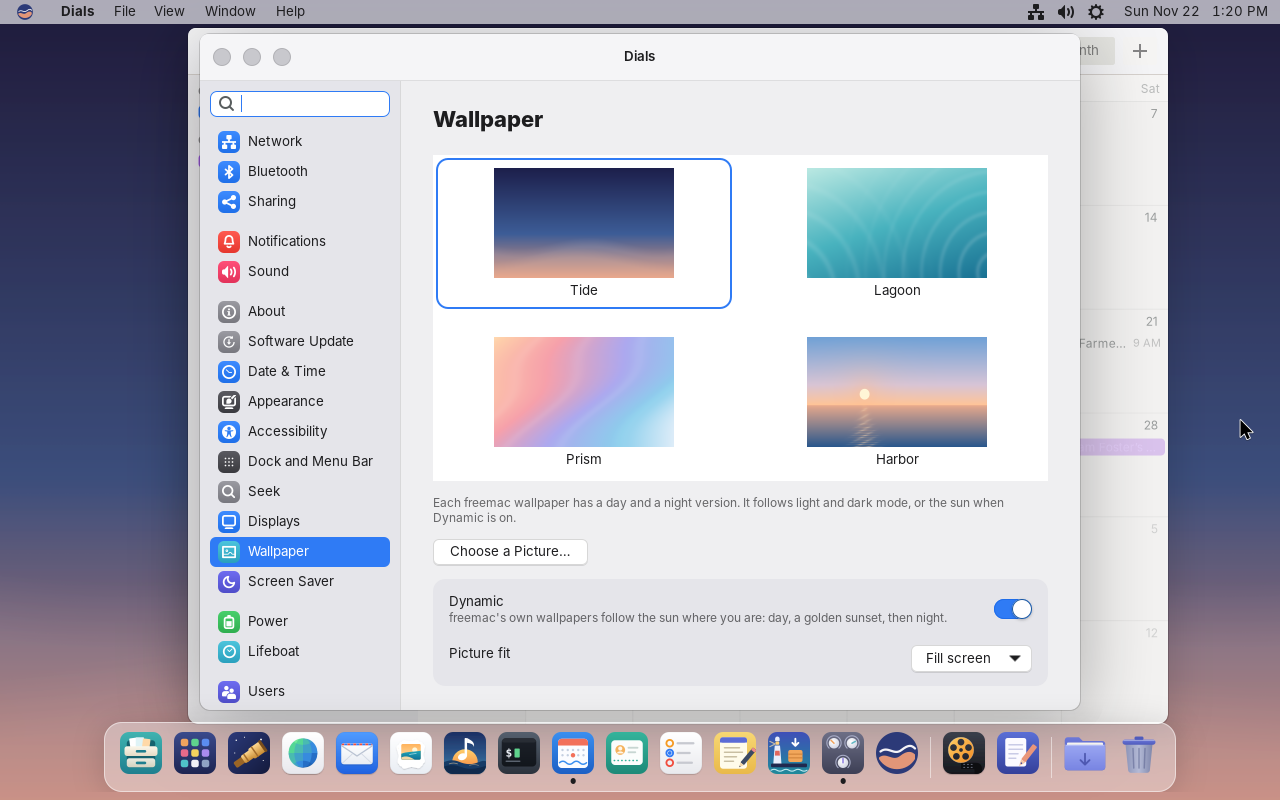 Dials File View Window Help
Sun Nov 22 1:20 PM
Dials
nth
Sat
Network
Bluetooth
Sharing
Notifications
Sound
About
Software Update
Date & Time
Appearance
Accessibility
Dock and Menu Bar
Seek
Displays
Wallpaper
Screen Saver
Power
Lifeboat
Users
Wallpaper
Tide
Lagoon
Prism
Harbor
Each freemac wallpaper has a day and a night version. It follows light and dark mode, or the sun when
Dynamic is on.
Choose a Picture...
Dynamic
freemac's own wallpapers follow the sun where you are: day, a golden sunset, then night.
Picture fit
Fill screen
7
14
21
Farme... 9 AM
28
5
12
$